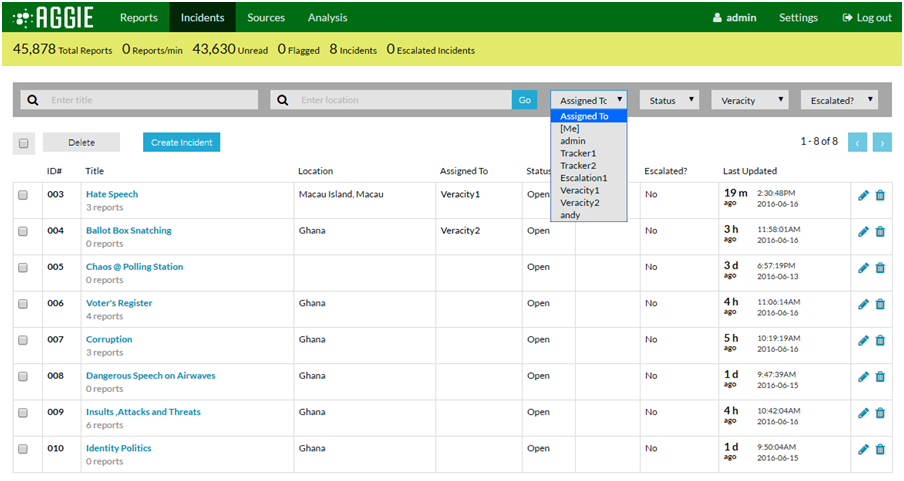 AGGIE Reports Incidents Sources Analysis admin Settings Log out
45,878 Total Reports 0 Reports/min 43,630 Unread 0 Flagged 8 Incidents 0 Escalated Incidents
Enter title Enter location Go Assigned To Status Veracity Escalated?
Assigned To
[Me]
admin
Tracker1
Tracker2
Escalation1
Veracity1
Veracity2
andy
Delete Create Incident 1 - 8 of 8 ‹ ›
ID# Title Location Assigned To Status Escalated? Last Updated
003 Hate Speech Macau Island, Macau Veracity1 Open No 19 m 2:30:48PM
3 reports ago 2016-06-16
004 Ballot Box Snatching Ghana Veracity2 Open No 3 h 11:58:01AM
0 reports ago 2016-06-16
005 Chaos @ Polling Station Open No 3 d 6:57:19PM
0 reports ago 2016-06-13
006 Voter's Register Ghana Open No 4 h 11:06:14AM
4 reports ago 2016-06-16
007 Corruption Ghana Open No 5 h 10:19:19AM
3 reports ago 2016-06-16
008 Dangerous Speech on Airwaves Ghana Open No 1 d 9:47:39AM
0 reports ago 2016-06-15
009 Insults ,Attacks and Threats Ghana Open No 4 h 10:42:04AM
6 reports ago 2016-06-16
010 Identity Politics Ghana Open No 1 d 9:50:04AM
0 reports ago 2016-06-15